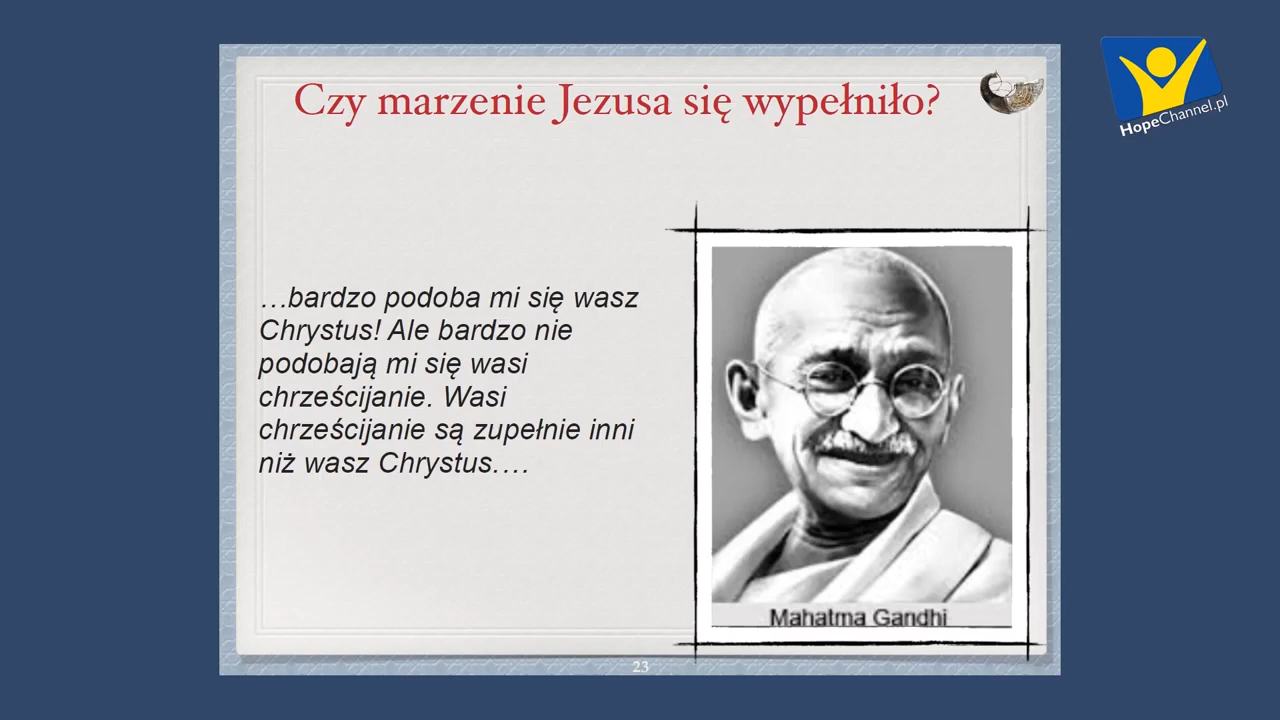 Czy marzenie Jezusa się wypełniło?
HopeChannel.pl
…bardzo podoba mi się wasz
Chrystus! Ale bardzo nie
podobają mi się wasi
chrześcijanie. Wasi
chrześcijanie są zupełnie inni
niż wasz Chrystus.…
Mahatma Gandhi
23